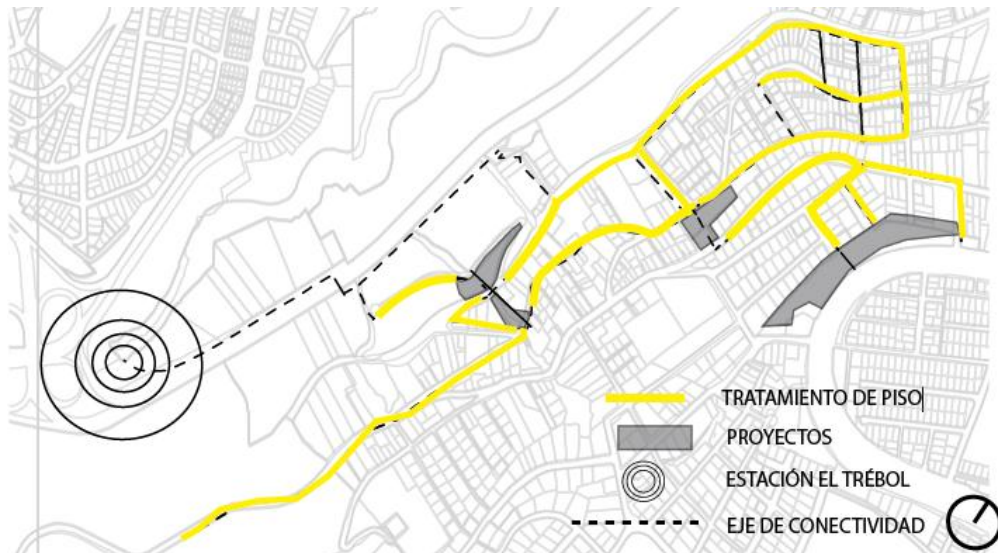 TRATAMIENTO DE PISO
PROYECTOS
ESTACIÓN EL TRÉBOL
EJE DE CONECTIVIDAD